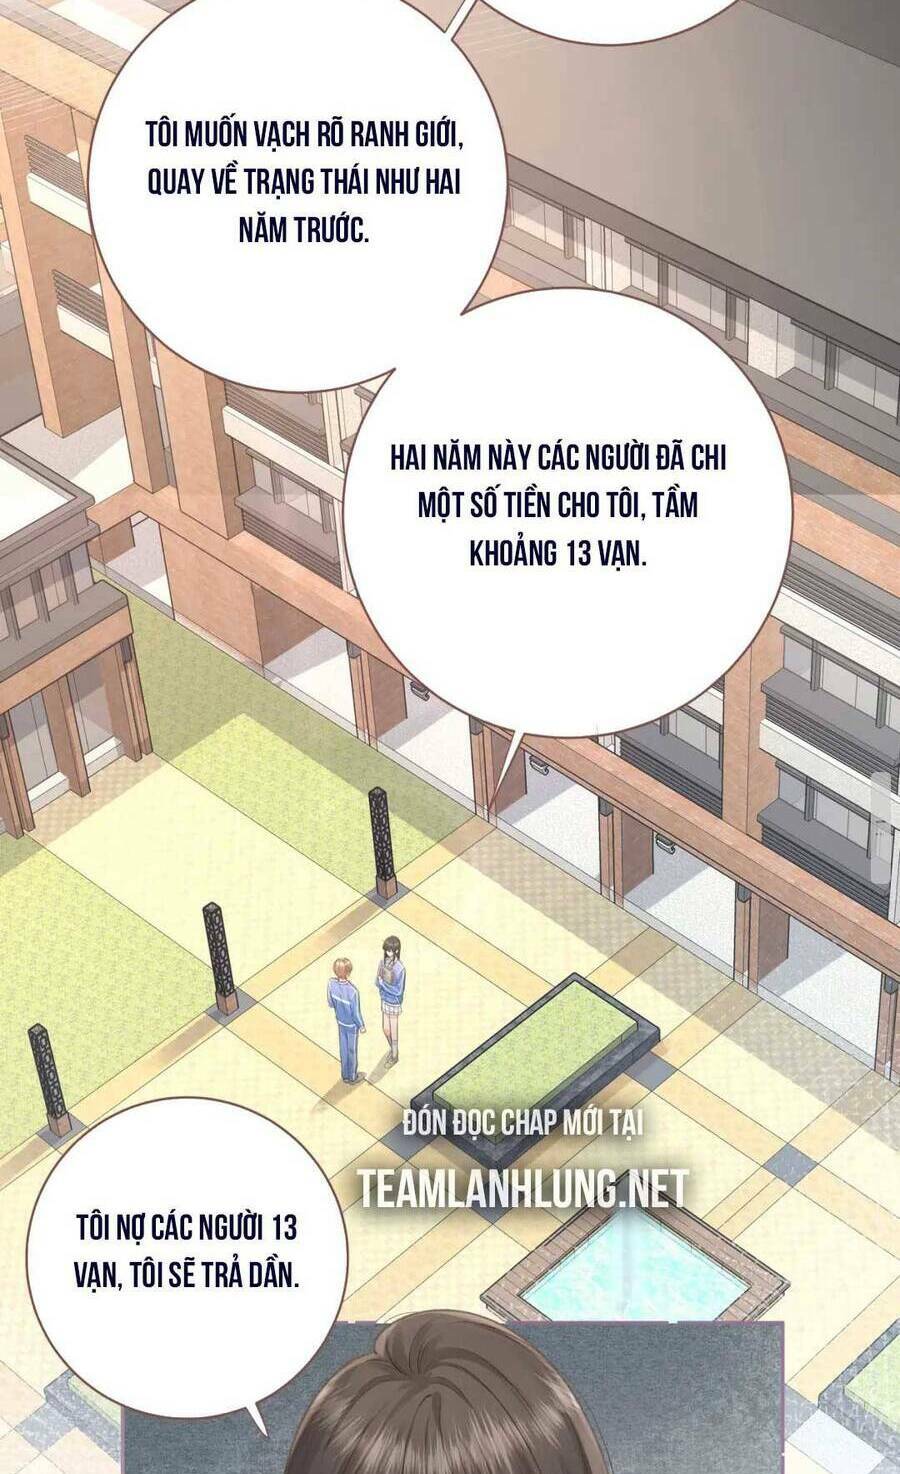 TÔI MUỐN VẠCH RÕ RANH GIỚI,
QUAY VỀ TRẠNG THÁI NHƯ HAI
NĂM TRƯỚC.
HAI NĂM NÀY CÁC NGƯỜI ĐÃ CHI
MỘT SỐ TIỀN CHO TÔI, TẦM
KHOẢNG 13 VẠN.
ĐÓN ĐỌC CHAP MỚI TẠI
TEAMLANHLUNG.NET
TÔI NỢ CÁC NGƯỜI 13
VẠN, TÔI SẼ TRẢ DẦN.